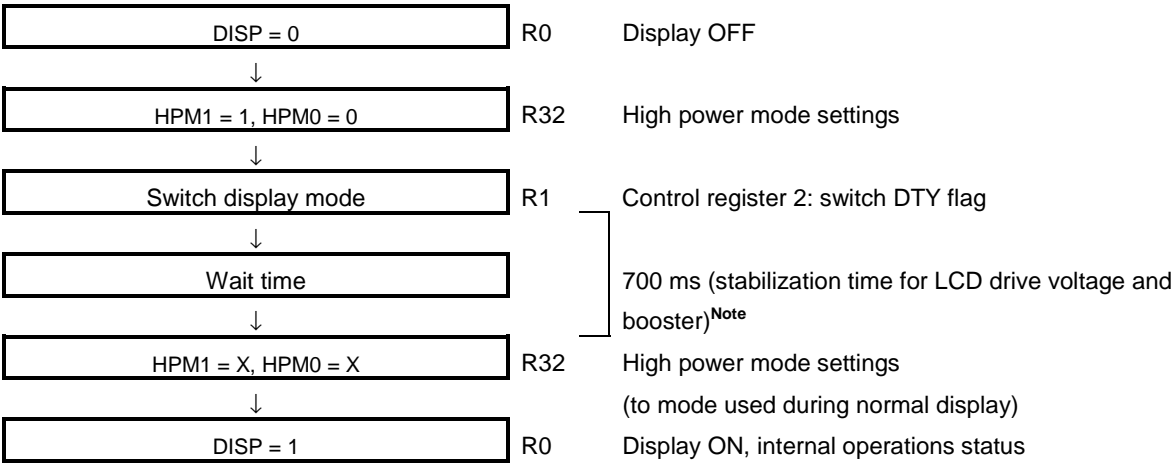 DISP = 0 R0 Display OFF
↓
HPM1 = 1, HPM0 = 0 R32 High power mode settings
↓
Switch display mode R1 Control register 2: switch DTY flag
↓
Wait time 700 ms (stabilization time for LCD drive voltage and
↓ booster)Note
HPM1 = X, HPM0 = X R32 High power mode settings
↓ (to mode used during normal display)
DISP = 1 R0 Display ON, internal operations status